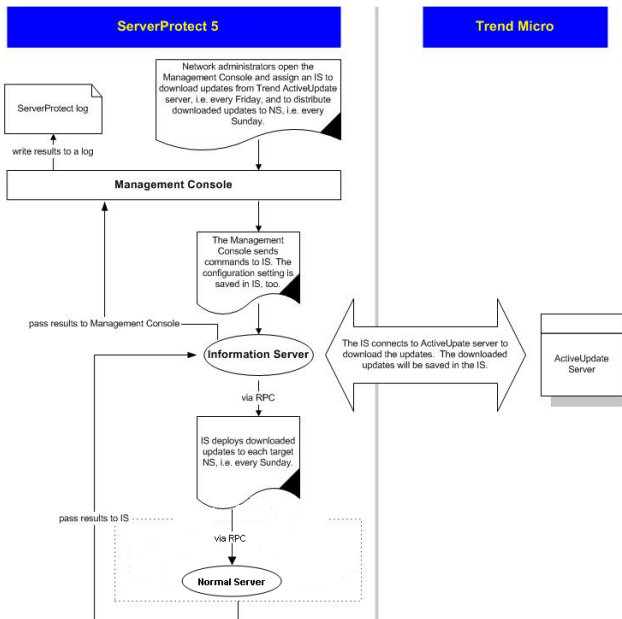 ServerProtect 5
Trend Micro
Network administrators open the
Management Console and assign an IS to
download updates from Trend ActiveUpdate
server, i.e. every Friday, and to distribute
downloaded updates to NS, i.e. every
Sunday.
ServerProtect log
write results to a log
Management Console
The Management
Console sends
commands to IS. The
configuration setting is
saved in IS, too.
pass results to Management Console
Information Server
The IS connects to ActiveUpate server to
download the updates. The downloaded
updates will be saved in the IS.
ActiveUpdate
Server
via RPC
IS deploys downloaded
updates to each target
NS, i.e. every Sunday.
pass results to IS
via RPC
Normal Server